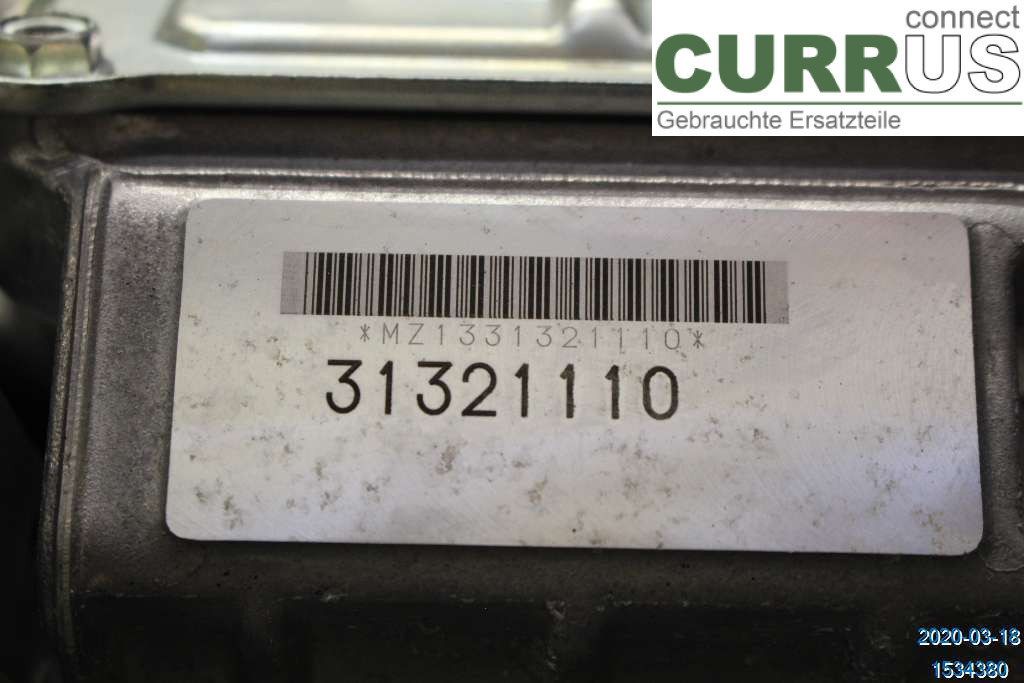 connect
CURRUS
Gebrauchte Ersatzteile
*MZ1331321110*
31321110
2020-03-18
1534380